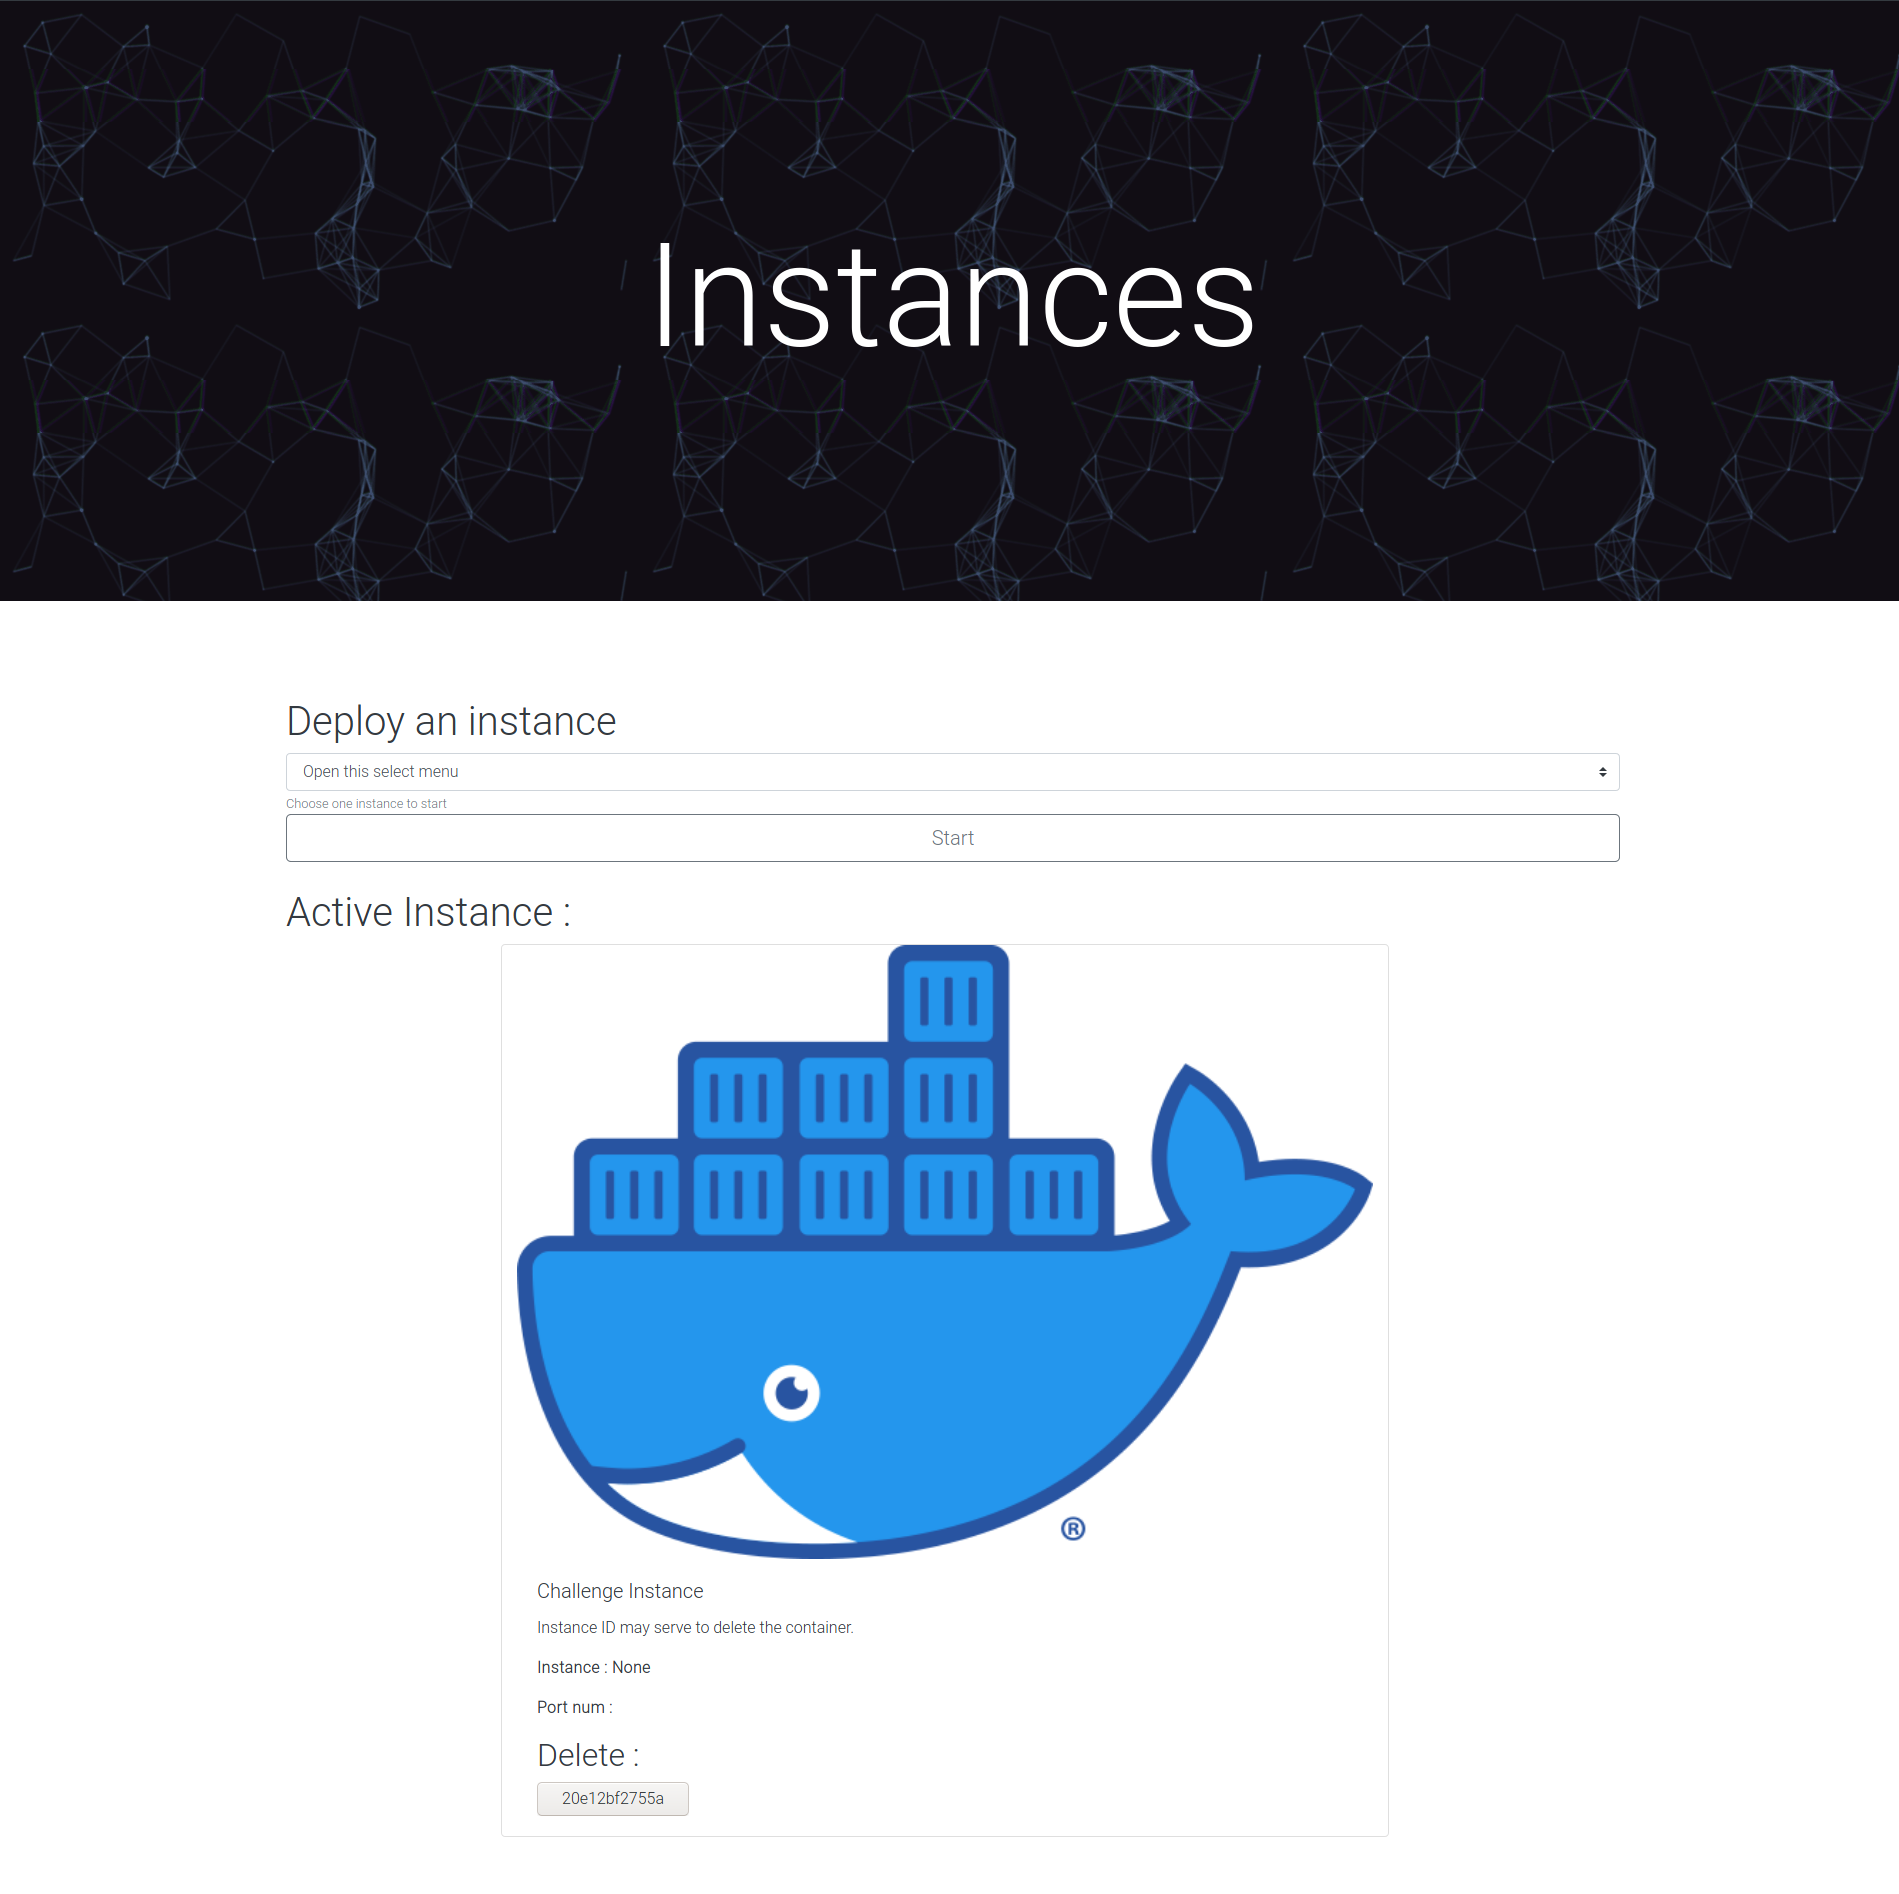 Instances
Deploy an instance
Open this select menu
Choose one instance to start
Start
Active Instance :
®
Challenge Instance
Instance ID may serve to delete the container.
Instance : None
Port num :
Delete :
20e12bf2755a